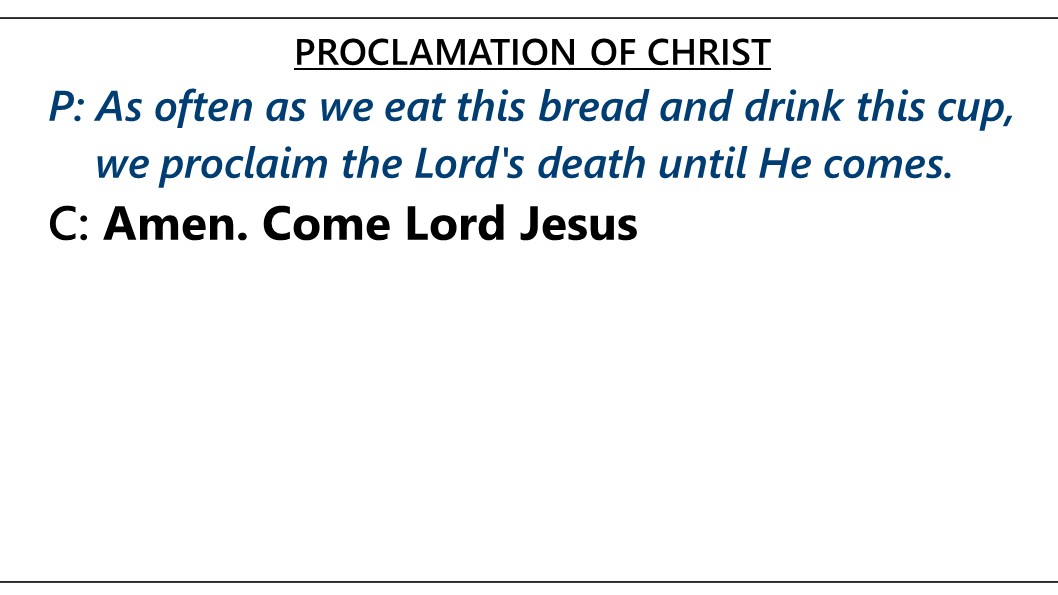 PROCLAMATION OF CHRIST
P: As often as we eat this bread and drink this cup,
we proclaim the Lord's death until He comes.
C: Amen. Come Lord Jesus